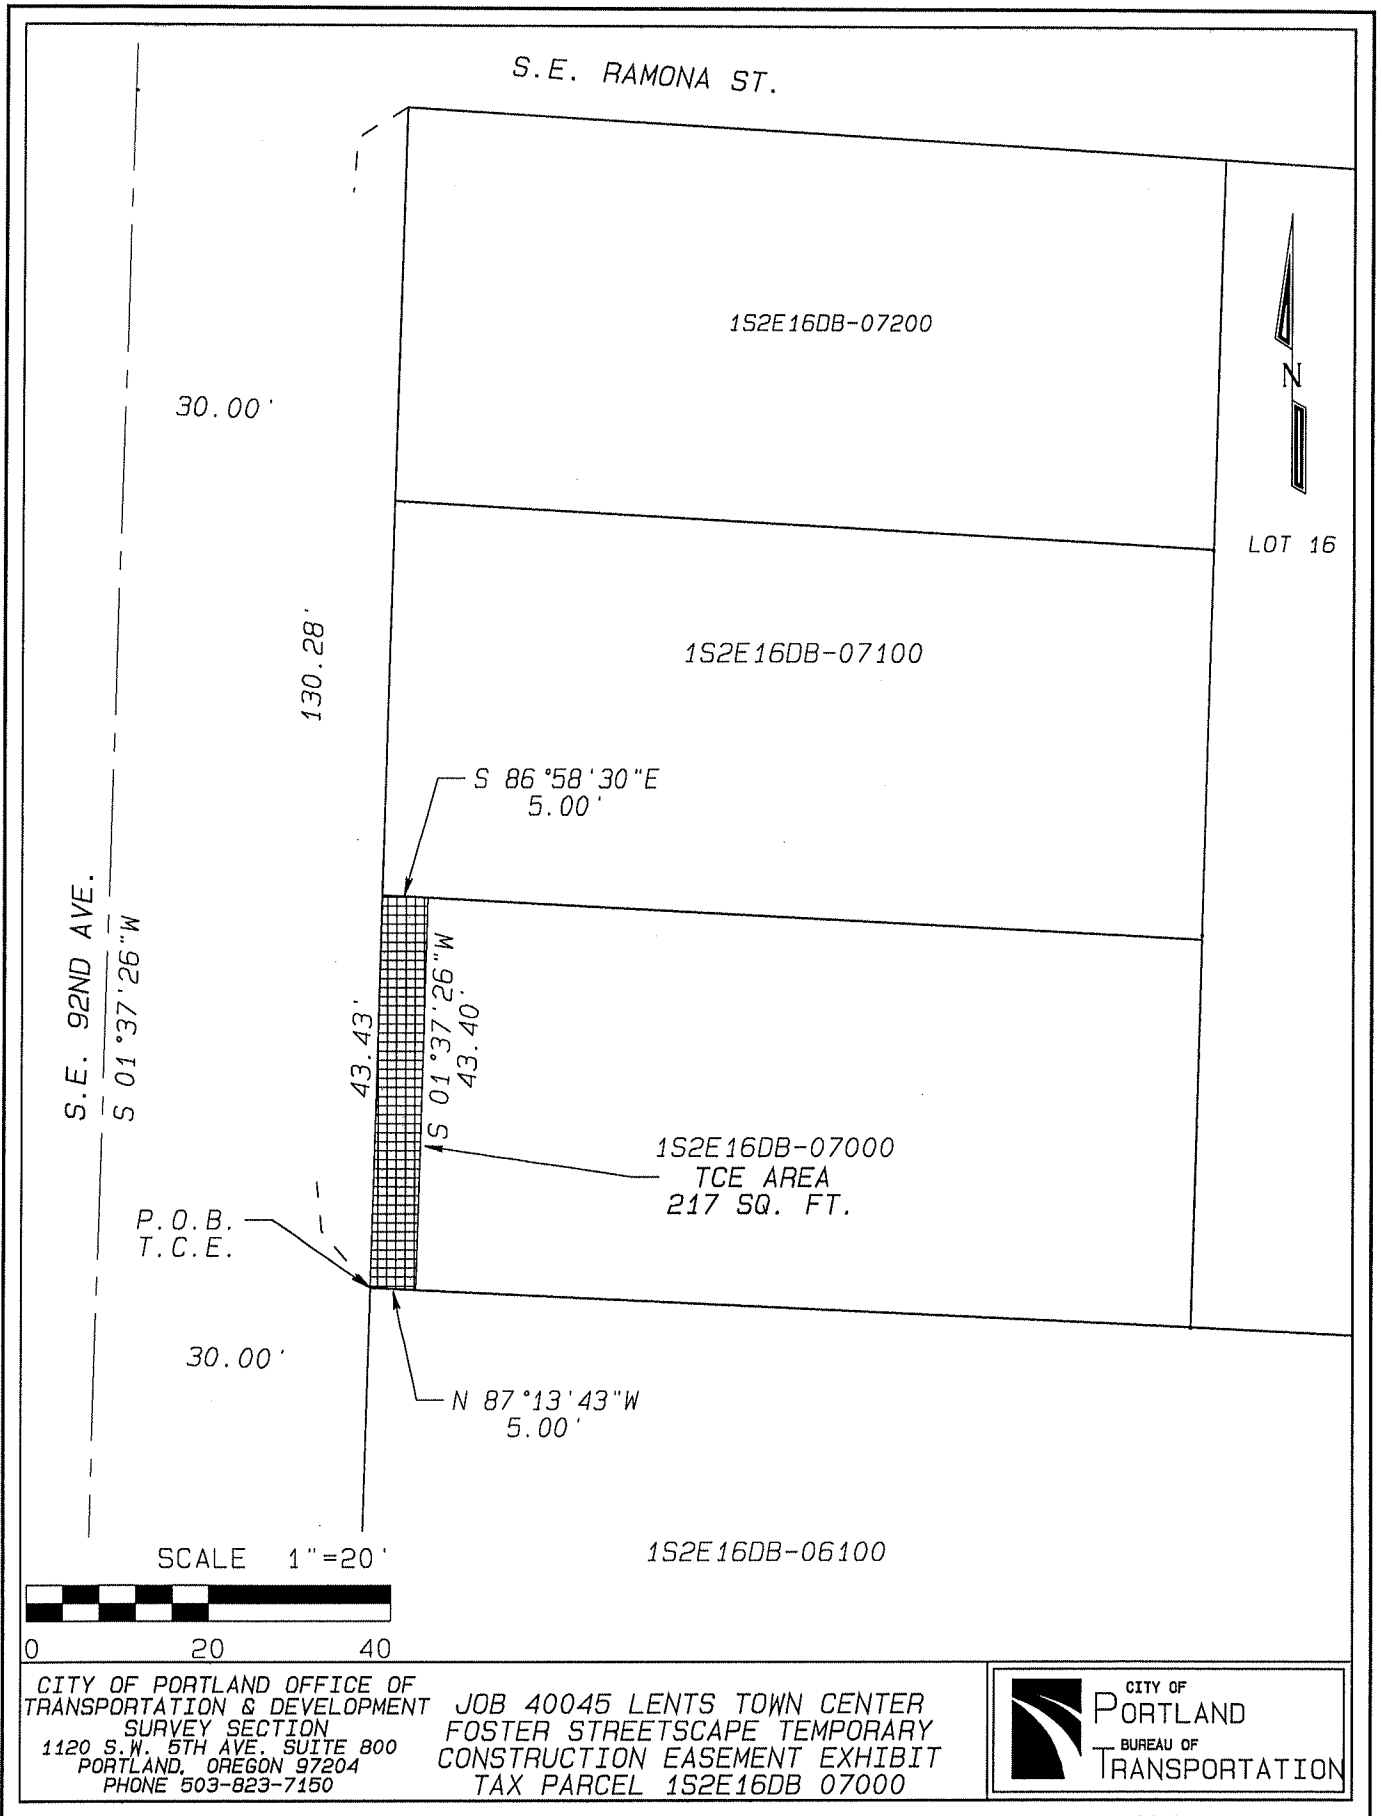 S.E. RAMONA ST.
1S2E16DB-07200
N
30.00'
LOT 16
130.28'
1S2E16DB-07100
S 86°58'30"E
5.00'
S.E. 92ND AVE.
S 01°37'26"W
43.43'
S 01°37'26"W
43.40'
1S2E16DB-07000
TCE AREA
217 SQ. FT.
P.O.B.
T.C.E.
30.00'
N 87°13'43"W
5.00'
SCALE 1"=20'
1S2E16DB-06100
0 20 40
CITY OF PORTLAND OFFICE OF
TRANSPORTATION & DEVELOPMENT
SURVEY SECTION
1120 S.W. 5TH AVE. SUITE 800
PORTLAND, OREGON 97204
PHONE 503-823-7150
JOB 40045 LENTS TOWN CENTER
FOSTER STREETSCAPE TEMPORARY
CONSTRUCTION EASEMENT EXHIBIT
TAX PARCEL 1S2E16DB 07000
CITY OF
PORTLAND
BUREAU OF
TRANSPORTATION